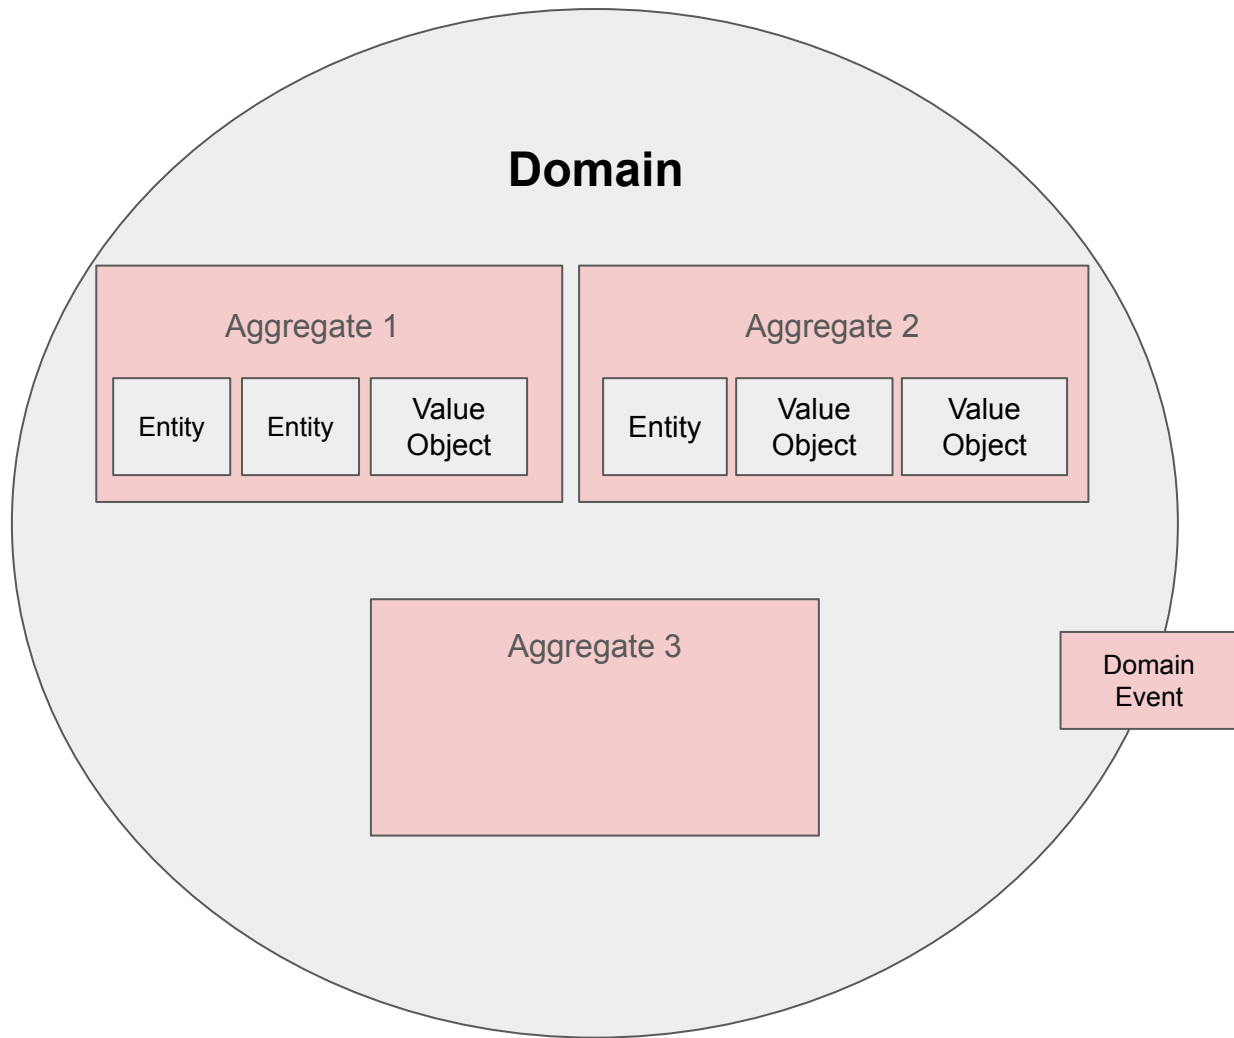 Domain
Aggregate 1
Aggregate 2
Entity
Entity
Value
Object
Entity
Value
Object
Value
Object
Aggregate 3
Domain
Event